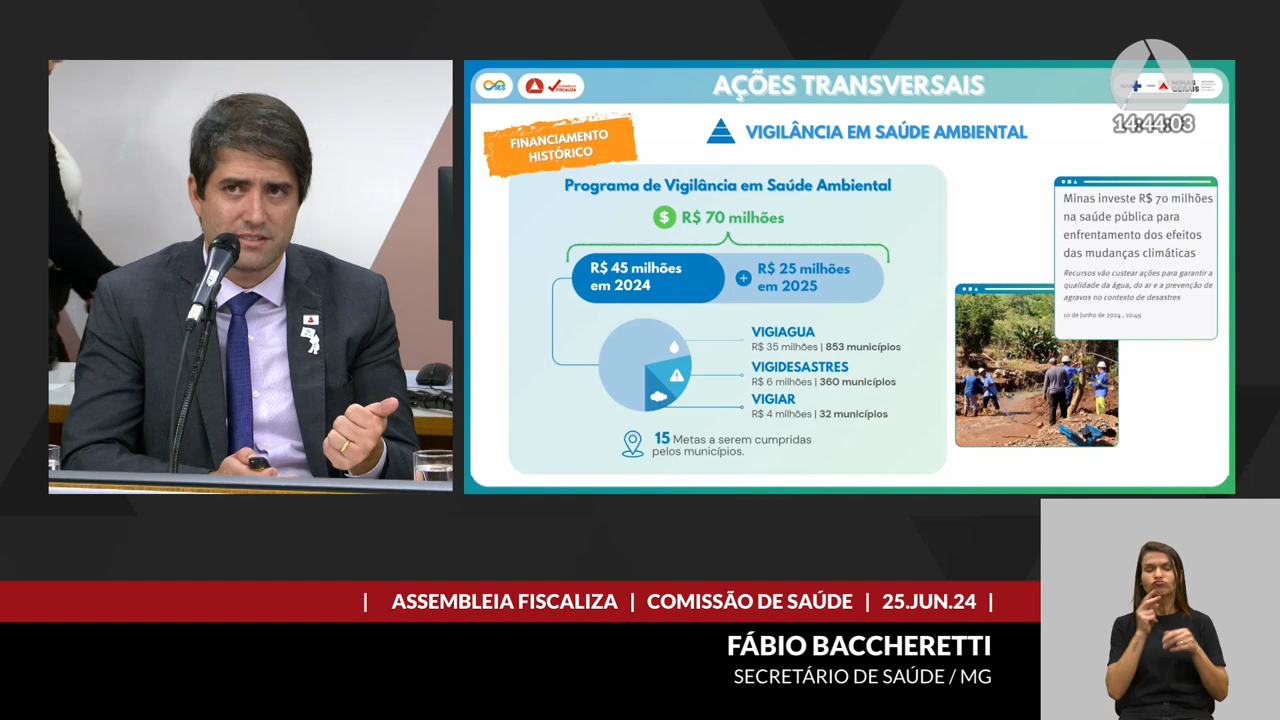 AÇÕES TRANSVERSAIS
14:44:03
FINANCIAMENTO
HISTÓRICO
VIGILÂNCIA EM SAÚDE AMBIENTAL
Programa de Vigilância em Saúde Ambiental
$ R$ 70 milhões
R$ 45 milhões
em 2024
+ R$ 25 milhões
em 2025
VIGIAGUA
R$ 35 milhões | 853 municípios
VIGIDESASTRES
R$ 6 milhões | 360 municípios
VIGIAR
R$ 4 milhões | 32 municípios
15 Metas a serem cumpridas
pelos municípios.
Minas investe R$ 70 milhões
na saúde pública para
enfrentamento dos efeitos
das mudanças climáticas
Recursos vão custear ações para garantir a
qualidade da água, do ar e a prevenção de
agravos no contexto de desastres
10 de Junho de 2024 , 10:49
| ASSEMBLEIA FISCALIZA | COMISSÃO DE SAÚDE | 25.JUN.24 |
FÁBIO BACCHERETTI
SECRETÁRIO DE SAÚDE / MG